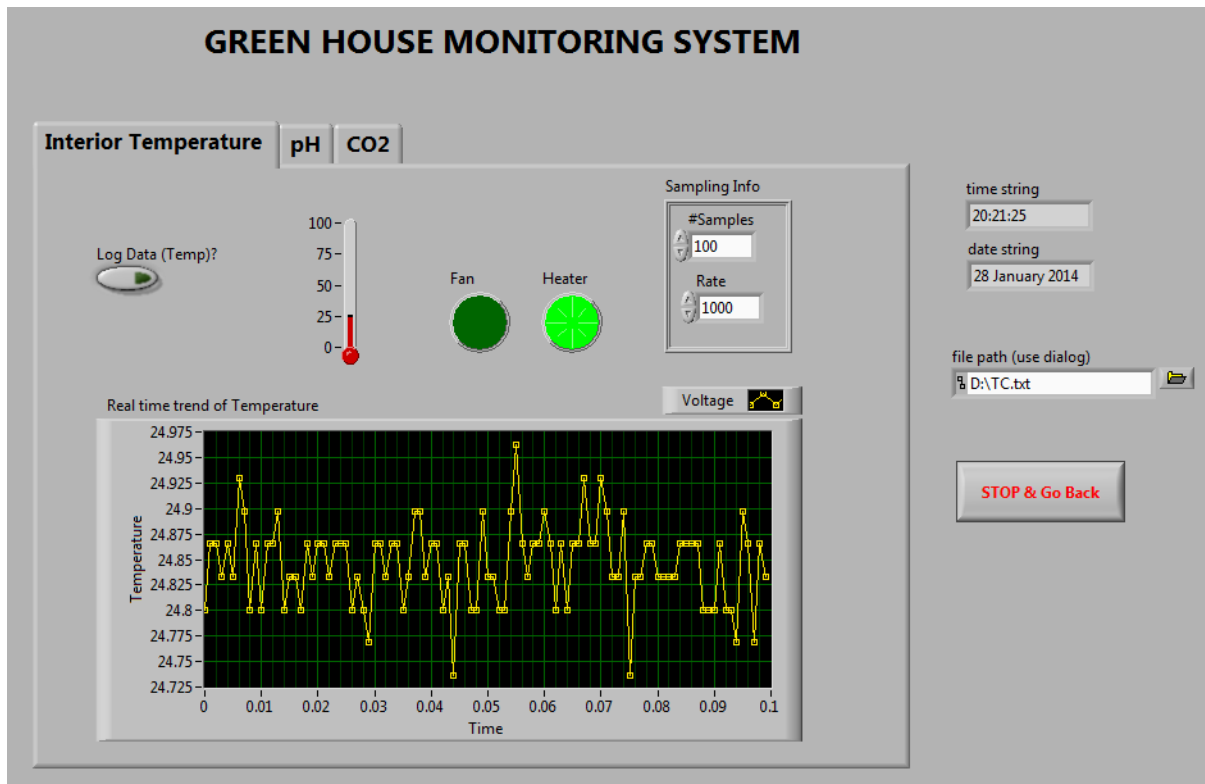 GREEN HOUSE MONITORING SYSTEM
Interior Temperature
pH
CO2
Log Data (Temp)?
100
75
50
25
0
Fan
Heater
Sampling Info
#Samples
100
Rate
1000
time string
20:21:25
date string
28 January 2014
file path (use dialog)
D:\TC.txt
STOP & Go Back
Real time trend of Temperature
Voltage
Temperature
24.975
24.95
24.925
24.9
24.875
24.85
24.825
24.8
24.775
24.75
24.725
0 0.01 0.02 0.03 0.04 0.05 0.06 0.07 0.08 0.09 0.1
Time